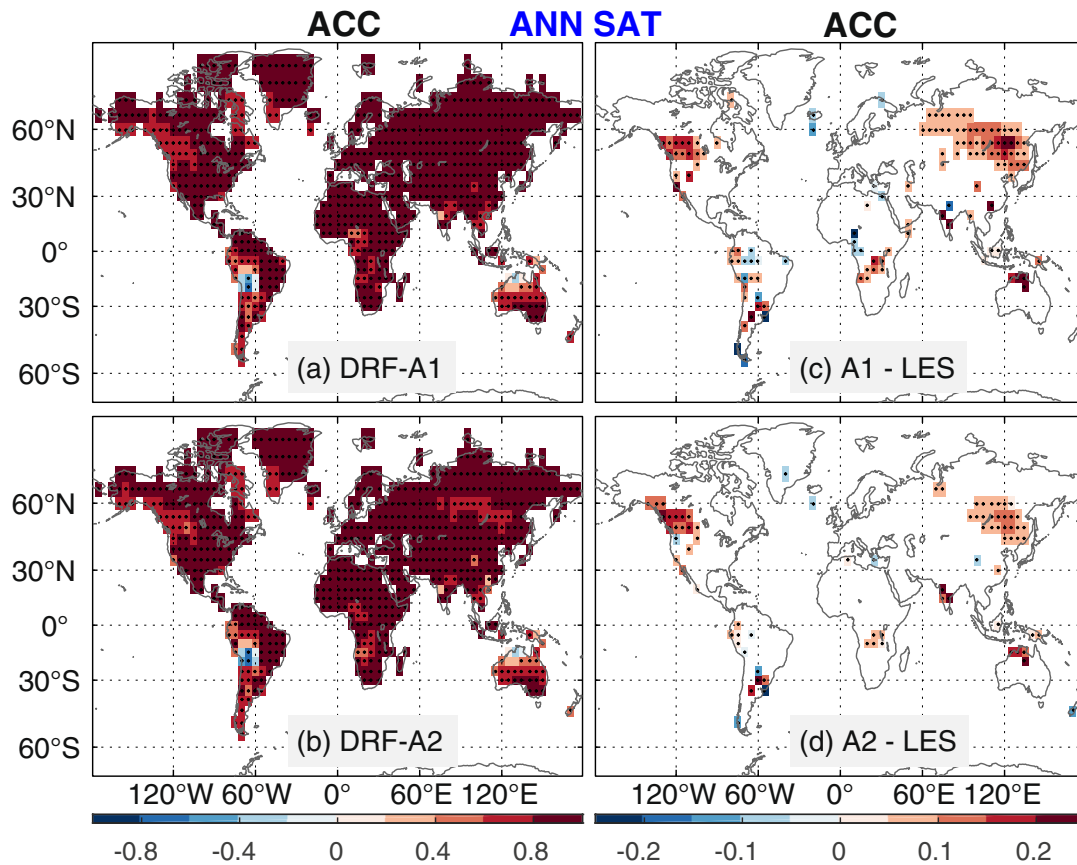 ACC ANN SAT ACC
60°N
30°N
0°
30°S
60°S
(a) DRF-A1
(c) A1 - LES
60°N
30°N
0°
30°S
60°S
(b) DRF-A2
(d) A2 - LES
120°W 60°W 0° 60°E 120°E
120°W 60°W 0° 60°E 120°E
-0.8 -0.4 0 0.4 0.8
-0.2 -0.1 0 0.1 0.2